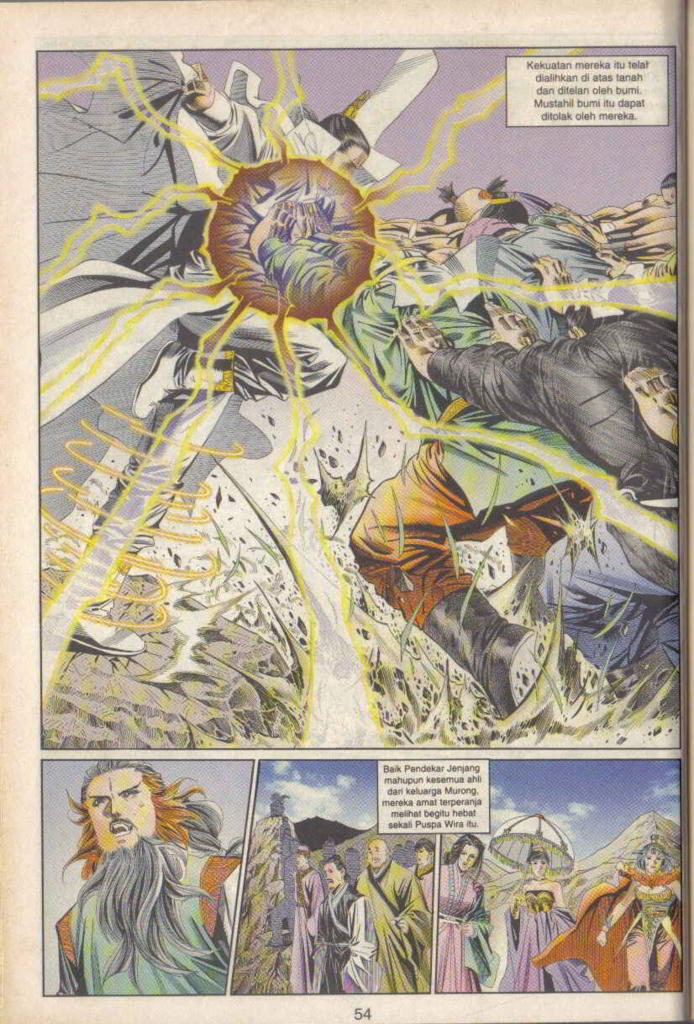 Kekuatan mereka itu telah
dialihkan di atas tanah
dan ditelan oleh bumi.
Mustahil bumi itu dapat
ditolak oleh mereka.
Baik Pendekar Jenjang
mahupun kesemua ahli
dari keluarga Murong,
mereka amat terperanja
melihat begitu hebat
sekali Puspa Wira itu.
54